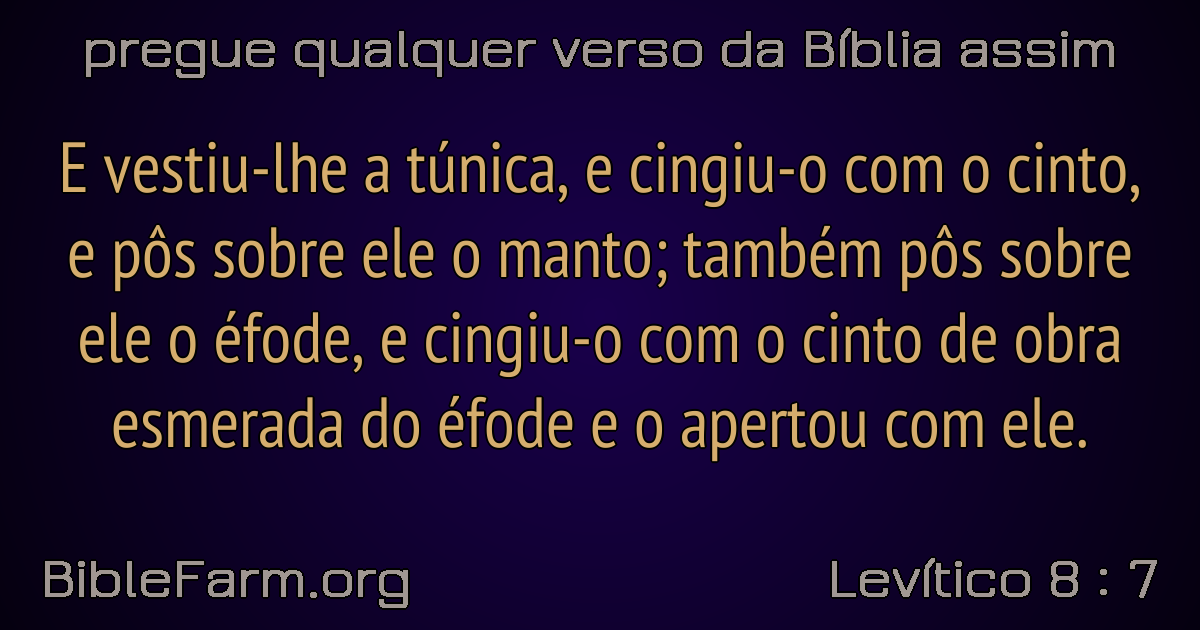 pregue qualquer verso da Bíblia assim
E vestiu-lhe a túnica, e cingiu-o com o cinto,
e pôs sobre ele o manto; também pôs sobre
ele o éfode, e cingiu-o com o cinto de obra
esmerada do éfode e o apertou com ele.
BibleFarm.org
Levítico 8 : 7